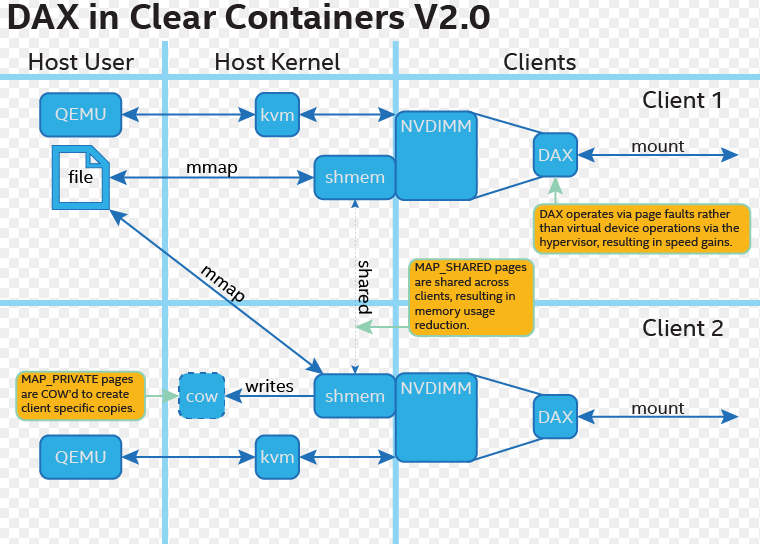 DAX in Clear Containers V2.0
Host User
Host Kernel
Clients
Client 1
QEMU
kvm
NVDIMM
DAX
mount
file
mmap
shmem
DAX operates via page faults rather
than virtual device operations via the
hypervisor, resulting in speed gains.
mmap
shared
MAP_SHARED pages
are shared across
clients, resulting in
memory usage
reduction.
Client 2
MAP_PRIVATE pages
are COW'd to create
client specific copies.
cow
writes
shmem
NVDIMM
DAX
mount
QEMU
kvm